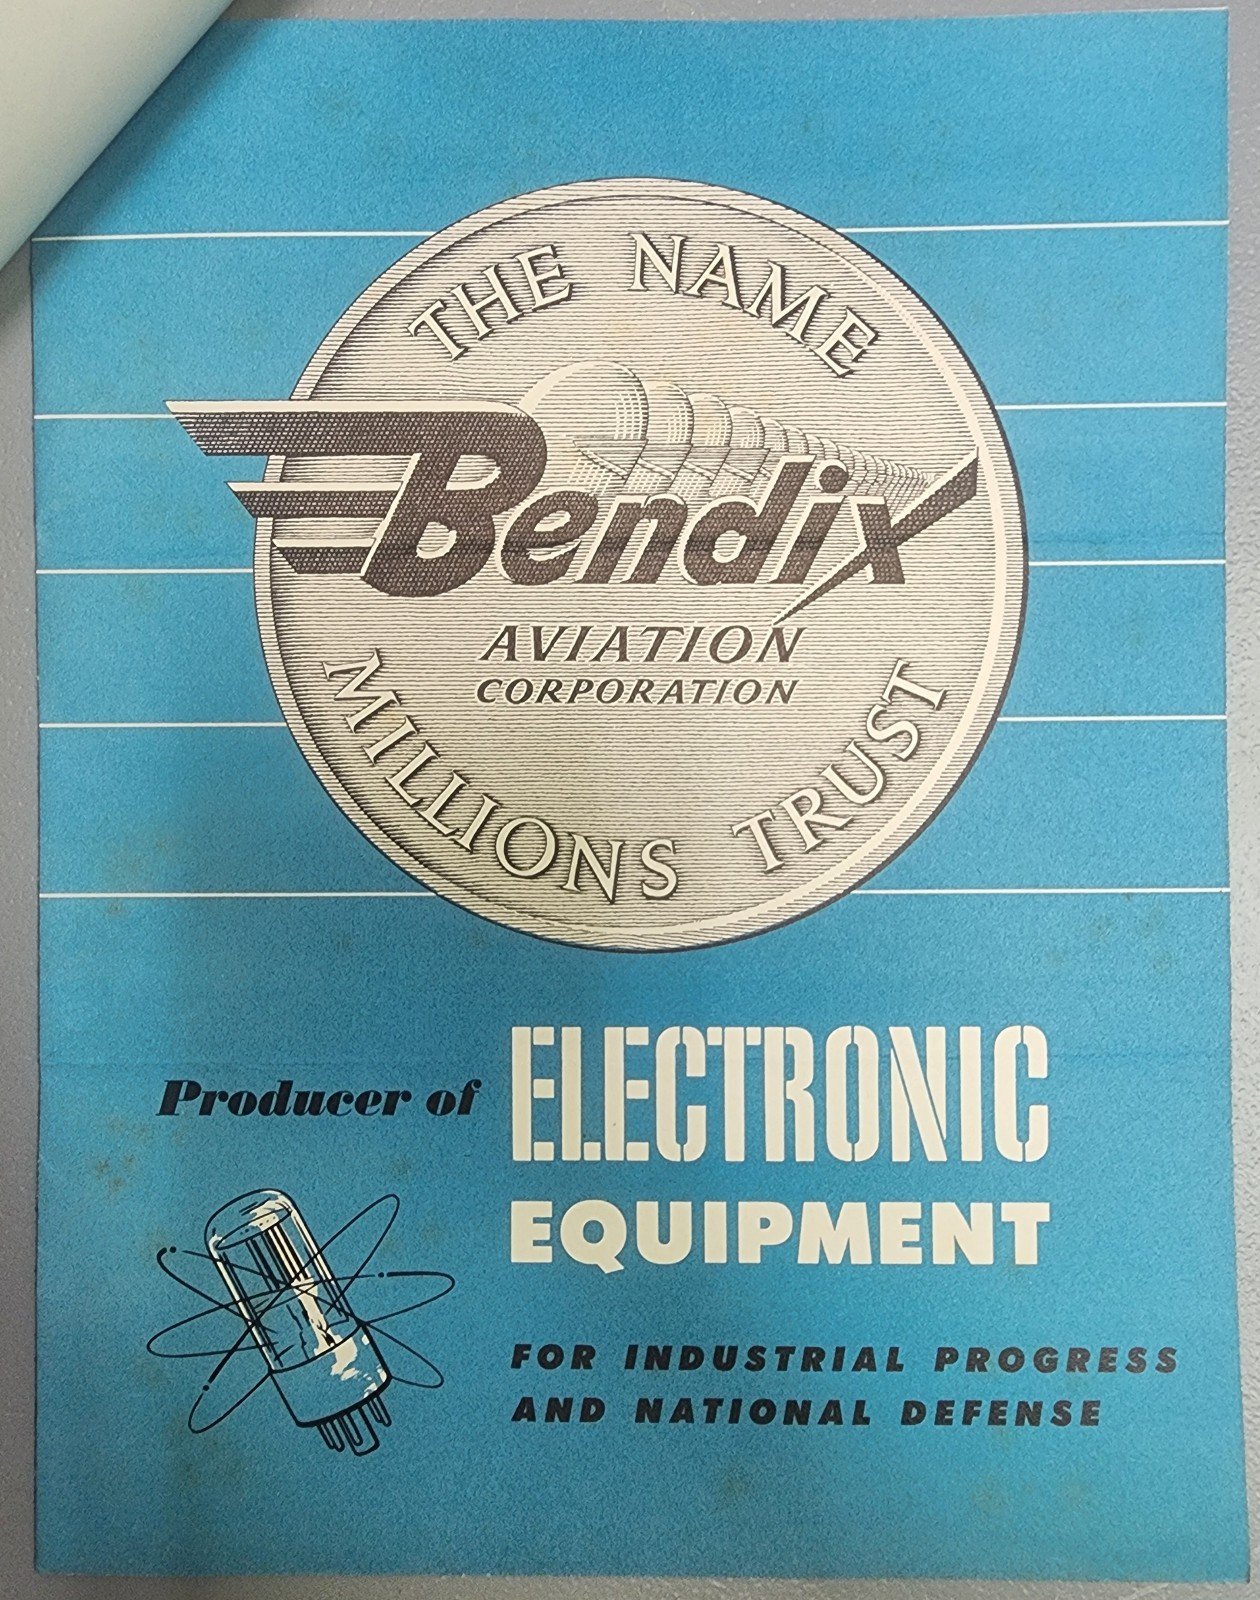 THE NAME
Bendix
AVIATION
CORPORATION
MILLIONS TRUST
Producer of ELECTRONIC
EQUIPMENT
FOR INDUSTRIAL PROGRESS
AND NATIONAL DEFENSE